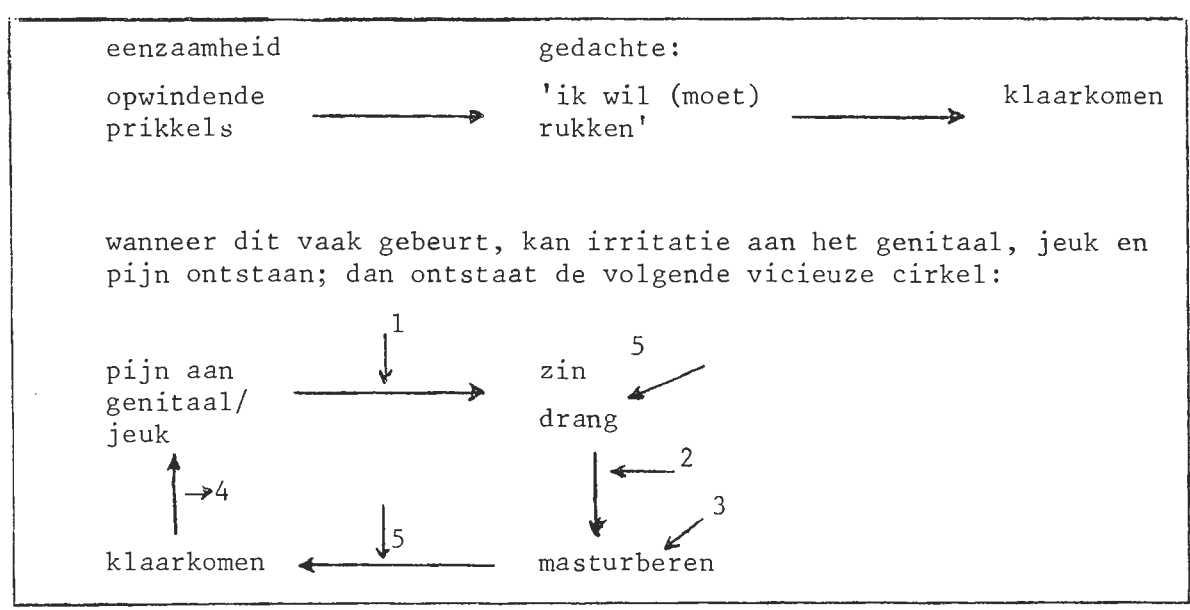 eenzaamheid gedachte:
opwindende 'ik wil (moet) klaarkomen
prikkels rukken'
wanneer dit vaak gebeurt, kan irritatie aan het genitaal, jeuk en
pijn ontstaan; dan ontstaat de volgende vicieuze cirkel:
1
5
pijn aan zin
genitaal/
drang
jeuk
2
4
3
5
klaarkomen masturberen